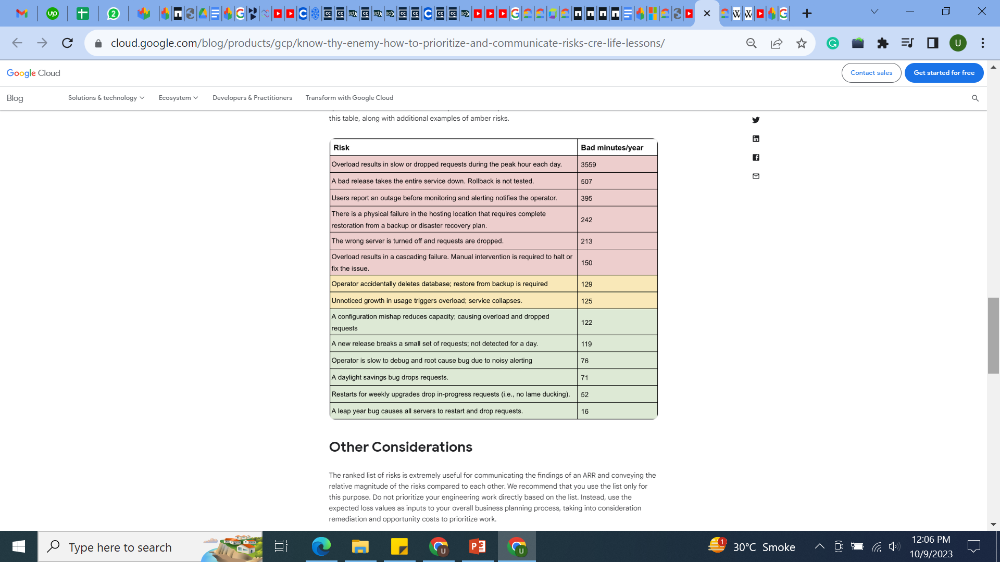 cloud.google.com/blog/products/gcp/know-thy-enemy-how-to-prioritize-and-communicate-risks-cre-life-lessons/
U
Google Cloud
Contact sales
Get started for free
Blog
Solutions & technology
Ecosystem
Developers & Practitioners
Transform with Google Cloud
this table, along with additional examples of amber risks.
Risk Bad minutes/year
Overload results in slow or dropped requests during the peak hour each day. 3559
A bad release takes the entire service down. Rollback is not tested. 507
Users report an outage before monitoring and alerting notifies the operator. 395
There is a physical failure in the hosting location that requires complete
restoration from a backup or disaster recovery plan. 242
The wrong server is turned off and requests are dropped. 213
Overload results in a cascading failure. Manual intervention is required to halt or
fix the issue. 150
Operator accidentally deletes database; restore from backup is required 129
Unnoticed growth in usage triggers overload; service collapses. 125
A configuration mishap reduces capacity; causing overload and dropped
requests 122
A new release breaks a small set of requests; not detected for a day. 119
Operator is slow to debug and root cause bug due to noisy alerting 76
A daylight savings bug drops requests. 71
Restarts for weekly upgrades drop in-progress requests (i.e., no lame ducking). 52
A leap year bug causes all servers to restart and drop requests. 16
Other Considerations
The ranked list of risks is extremely useful for communicating the findings of an ARR and conveying the
relative magnitude of the risks compared to each other. We recommend that you use the list only for
this purpose. Do not prioritize your engineering work directly based on the list. Instead, use the
expected loss values as inputs to your overall business planning process, taking into consideration
remediation and opportunity costs to prioritize work.
Type here to search
1
30°C Smoke
12:06 PM
10/9/2023